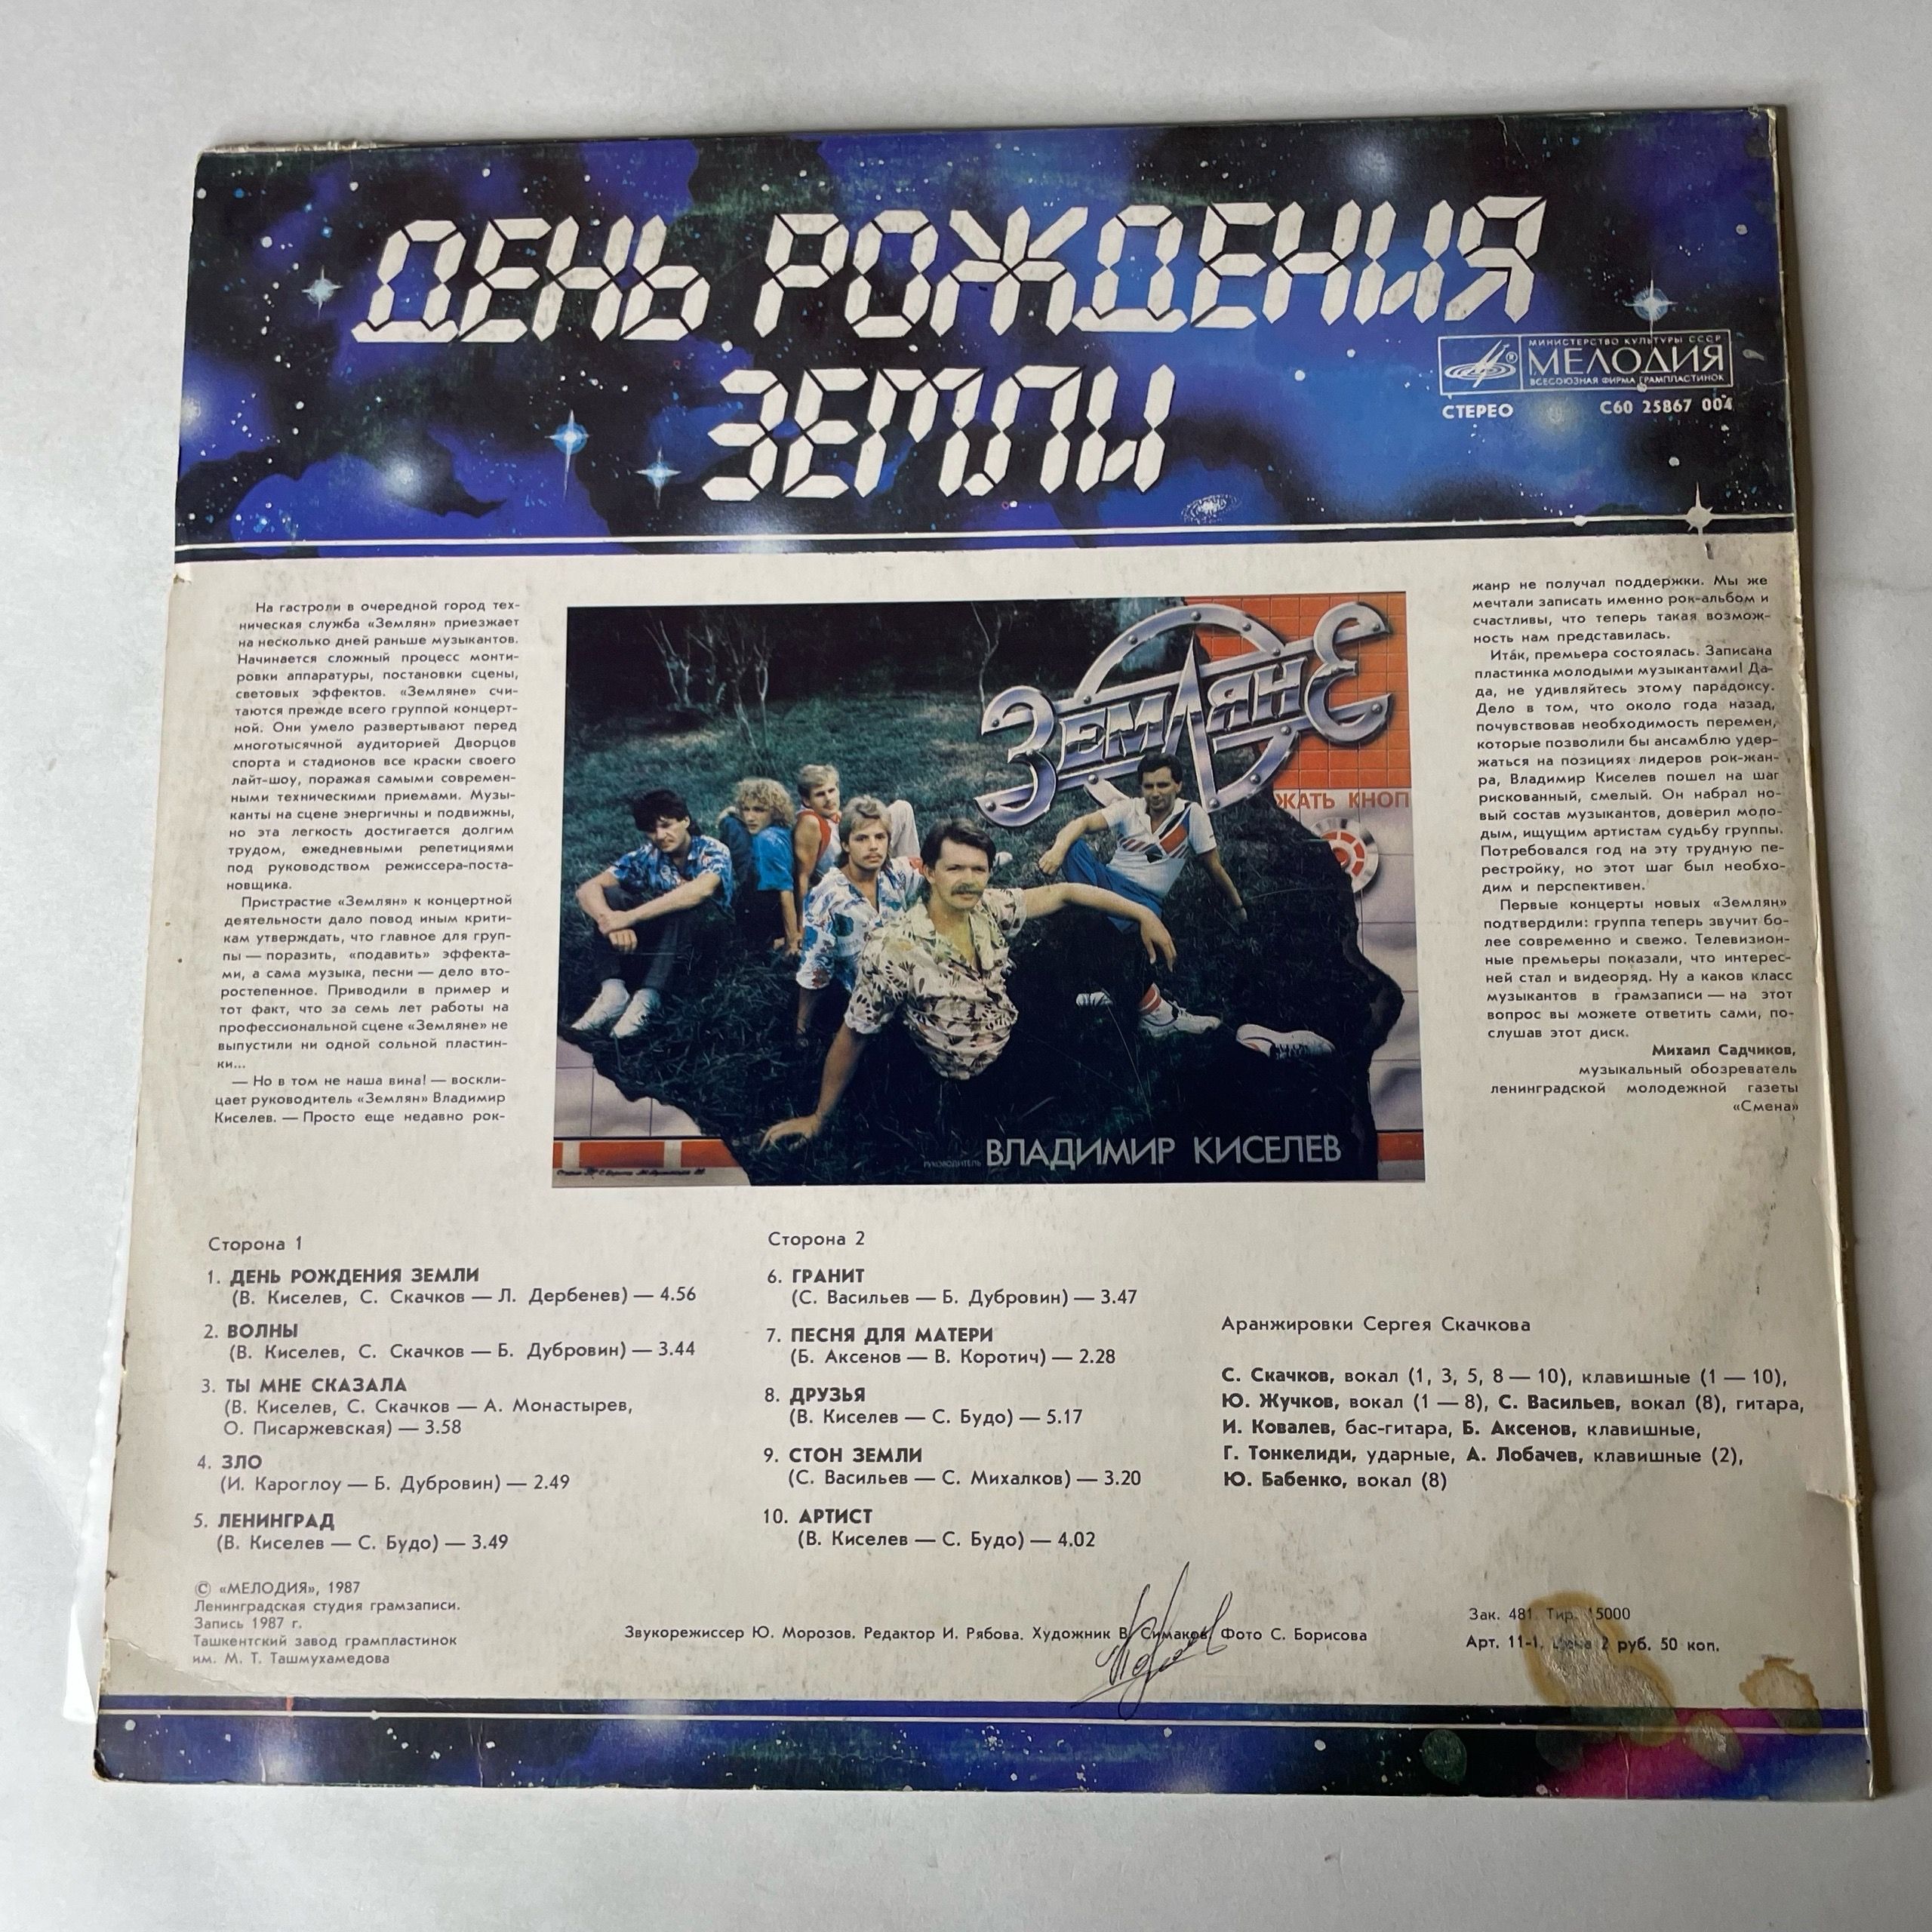 ДЕНЬ РОЖДЕНИЯ
ЗЕМЛИ
МИНИСТЕРСТВО КУЛЬТУРЫ СССР
МЕЛОДИЯ
ВСЕСОЮЗНАЯ ФИРМА ГРАМПЛАСТИНОК
СТЕРЕО С60 25867 004
На гастроли в очередной город тех-
ническая служба «Землян» приезжает
на несколько дней раньше музыкантов.
Начинается сложный процесс монти-
ровки аппаратуры, постановки сцены,
световых эффектов. «Земляне» счи-
таются прежде всего группой концерт-
ной. Они умело развертывают перед
многотысячной аудиторией Дворцов
спорта и стадионов все краски своего
лайт-шоу, поражая самыми современ-
ными техническими приемами. Музы-
канты на сцене энергичны и подвижны,
но эта легкость достигается долгим
трудом, ежедневными репетициями
под руководством режиссера-поста-
новщика.
Пристрастие «Землян» к концертной
деятельности дало повод иным крити-
кам утверждать, что главное для груп-
пы — поразить, «подавить» эффекта-
ми, а сама музыка, песни — дело вто-
ростепенное. Приводили в пример и
тот факт, что за семь лет работы на
профессиональной сцене «Земляне» не
выпустили ни одной сольной пластин-
ки...
— Но в том не наша вина! — воскли-
цает руководитель «Землян» Владимир
Киселев. — Просто еще недавно рок-
ЗЕМЛЯНЕ
ЖАТЬ КНОП
РУКОВОДИТЕЛЬ ВЛАДИМИР КИСЕЛЕВ
жанр не получал поддержки. Мы же
мечтали записать именно рок-альбом и
счастливы, что теперь такая возмож-
ность нам представилась.
Итак, премьера состоялась. Записана
пластинка молодыми музыкантами! Да-
да, не удивляйтесь этому парадоксу.
Дело в том, что около года назад,
почувствовав необходимость перемен,
которые позволили бы ансамблю удер-
жаться на позициях лидеров рок-жан-
ра, Владимир Киселев пошел на шаг
рискованный, смелый. Он набрал но-
вый состав музыкантов, доверил моло-
дым, ищущим артистам судьбу группы.
Потребовался год на эту трудную пе-
рестройку, но этот шаг был необхо-
дим и перспективен.
Первые концерты новых «Землян»
подтвердили: группа теперь звучит бо-
лее современно и свежо. Телевизион-
ные премьеры показали, что интерес-
ней стал и видеоряд. Ну а каков класс
музыкантов в грамзаписи — на этот
вопрос вы можете ответить сами, по-
слушав этот диск.
Михаил Садчиков,
музыкальный обозреватель
ленинградской молодежной газеты
«Смена»
Сторона 1
1. ДЕНЬ РОЖДЕНИЯ ЗЕМЛИ
(В. Киселев, С. Скачков — Л. Дербенев) — 4.56
2. ВОЛНЫ
(В. Киселев, С. Скачков — Б. Дубровин) — 3.44
3. ТЫ МНЕ СКАЗАЛА
(В. Киселев, С. Скачков — А. Монастырев,
О. Писаржевская) — 3.58
4. ЗЛО
(И. Кароглоу — Б. Дубровин) — 2.49
5. ЛЕНИНГРАД
(В. Киселев — С. Будо) — 3.49
Сторона 2
6. ГРАНИТ
(С. Васильев — Б. Дубровин) — 3.47
7. ПЕСНЯ ДЛЯ МАТЕРИ
(Б. Аксенов — В. Коротич) — 2.28
8. ДРУЗЬЯ
(В. Киселев — С. Будо) — 5.17
9. СТОН ЗЕМЛИ
(С. Васильев — С. Михалков) — 3.20
10. АРТИСТ
(В. Киселев — С. Будо) — 4.02
Аранжировки Сергея Скачкова
С. Скачков, вокал (1, 3, 5, 8 — 10), клавишные (1 — 10),
Ю. Жучков, вокал (1 — 8), С. Васильев, вокал (8), гитара,
И. Ковалев, бас-гитара, Б. Аксенов, клавишные,
Г. Тонкелиди, ударные, А. Лобачев, клавишные (2),
Ю. Бабенко, вокал (8)
© «МЕЛОДИЯ», 1987
Ленинградская студия грамзаписи.
Запись 1987 г.
Ташкентский завод грампластинок
им. М. Т. Ташмухамедова
Звукорежиссер Ю. Морозов. Редактор И. Рябова. Художник В. Симаков. Фото С. Борисова
Зак. 481 Тир. 15000
Арт. 11-1. Цена 2 руб. 50 коп.